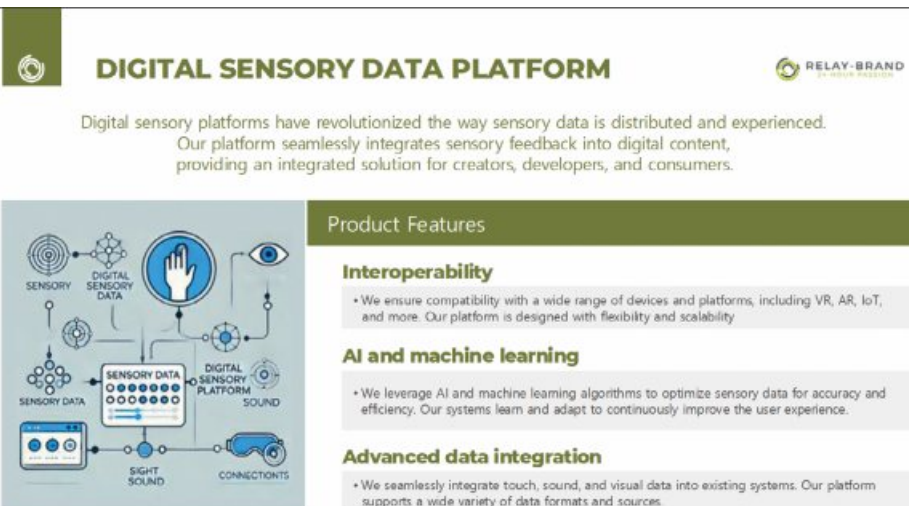 DIGITAL SENSORY DATA PLATFORM
RELAY-BRAND
24 HOUR PASSION
Digital sensory platforms have revolutionized the way sensory data is distributed and experienced.
Our platform seamlessly integrates sensory feedback into digital content,
providing an integrated solution for creators, developers, and consumers.
SENSORY
DIGITAL
SENSORY
DATA
SENSORY DATA
SENSORY DATA
DIGITAL
SENSORY
PLATFORM
SOUND
SIGHT
SOUND
CONNECTIONTS
Product Features
Interoperability
• We ensure compatibility with a wide range of devices and platforms, including VR, AR, IoT,
and more. Our platform is designed with flexibility and scalability
AI and machine learning
• We leverage AI and machine learning algorithms to optimize sensory data for accuracy and
efficiency. Our systems learn and adapt to continuously improve the user experience.
Advanced data integration
• We seamlessly integrate touch, sound, and visual data into existing systems. Our platform
supports a wide variety of data formats and sources.